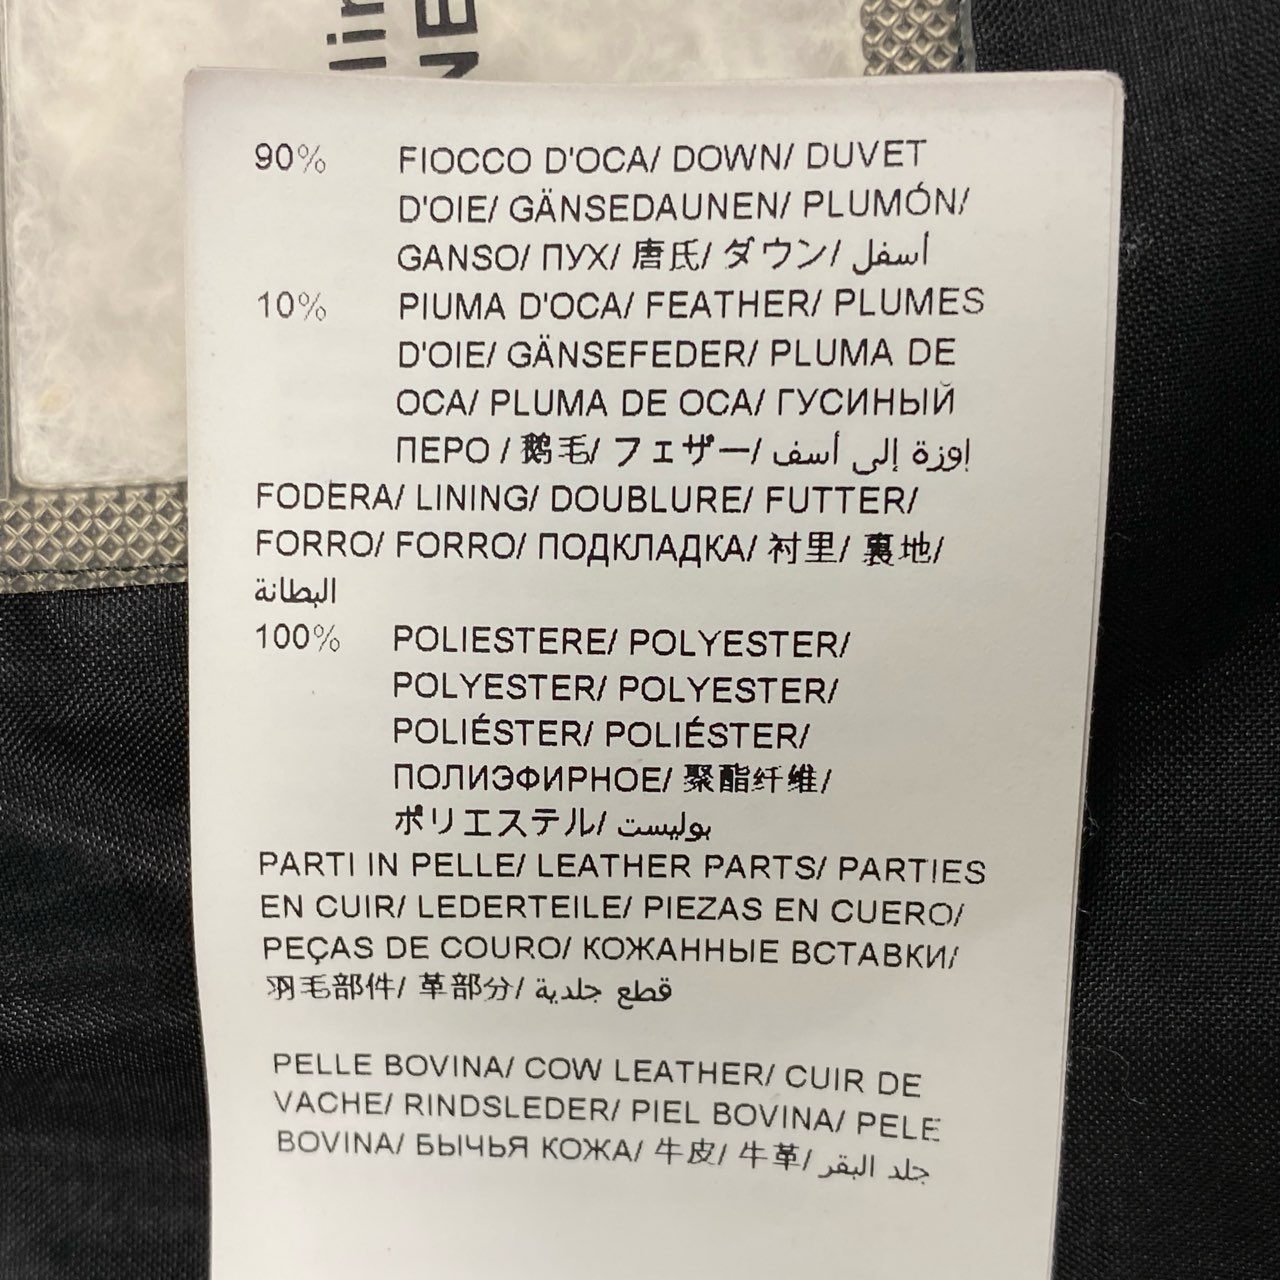 90% FIOCCO D'OCA/ DOWN/ DUVET
D'OIE/ GÄNSEDAUNEN/ PLUMÓN/
GANSO/ ПУХ/ 唐氏/ ダウン/ أسفل
10% PIUMA D'OCA/ FEATHER/ PLUMES
D'OIE/ GÄNSEFEDER/ PLUMA DE
OCA/ PLUMA DE OCA/ ГУСИНЫЙ
ПЕРО / 鹅毛/ フェザー/ إوزة إلى أسف
FODERA/ LINING/ DOUBLURE/ FUTTER/
FORRO/ FORRO/ ПОДКЛАДКА/ 衬里/ 裏地/
البطانة
100% POLIESTERE/ POLYESTER/
POLYESTER/ POLYESTER/
POLIÉSTER/ POLIÉSTER/
ПОЛИЭФИРНОЕ/ 聚酯纤维/
ポリエステル/ بوليست
PARTI IN PELLE/ LEATHER PARTS/ PARTIES
EN CUIR/ LEDERTEILE/ PIEZAS EN CUERO/
PEÇAS DE COURO/ КОЖАННЫЕ ВСТАВКИ/
羽毛部件/ 革部分/ قطع جلدية
PELLE BOVINA/ COW LEATHER/ CUIR DE
VACHE/ RINDSLEDER/ PIEL BOVINA/ PELE
BOVINA/ БЫЧЬЯ КОЖА/ 牛皮/ 牛革/ جلد البقر